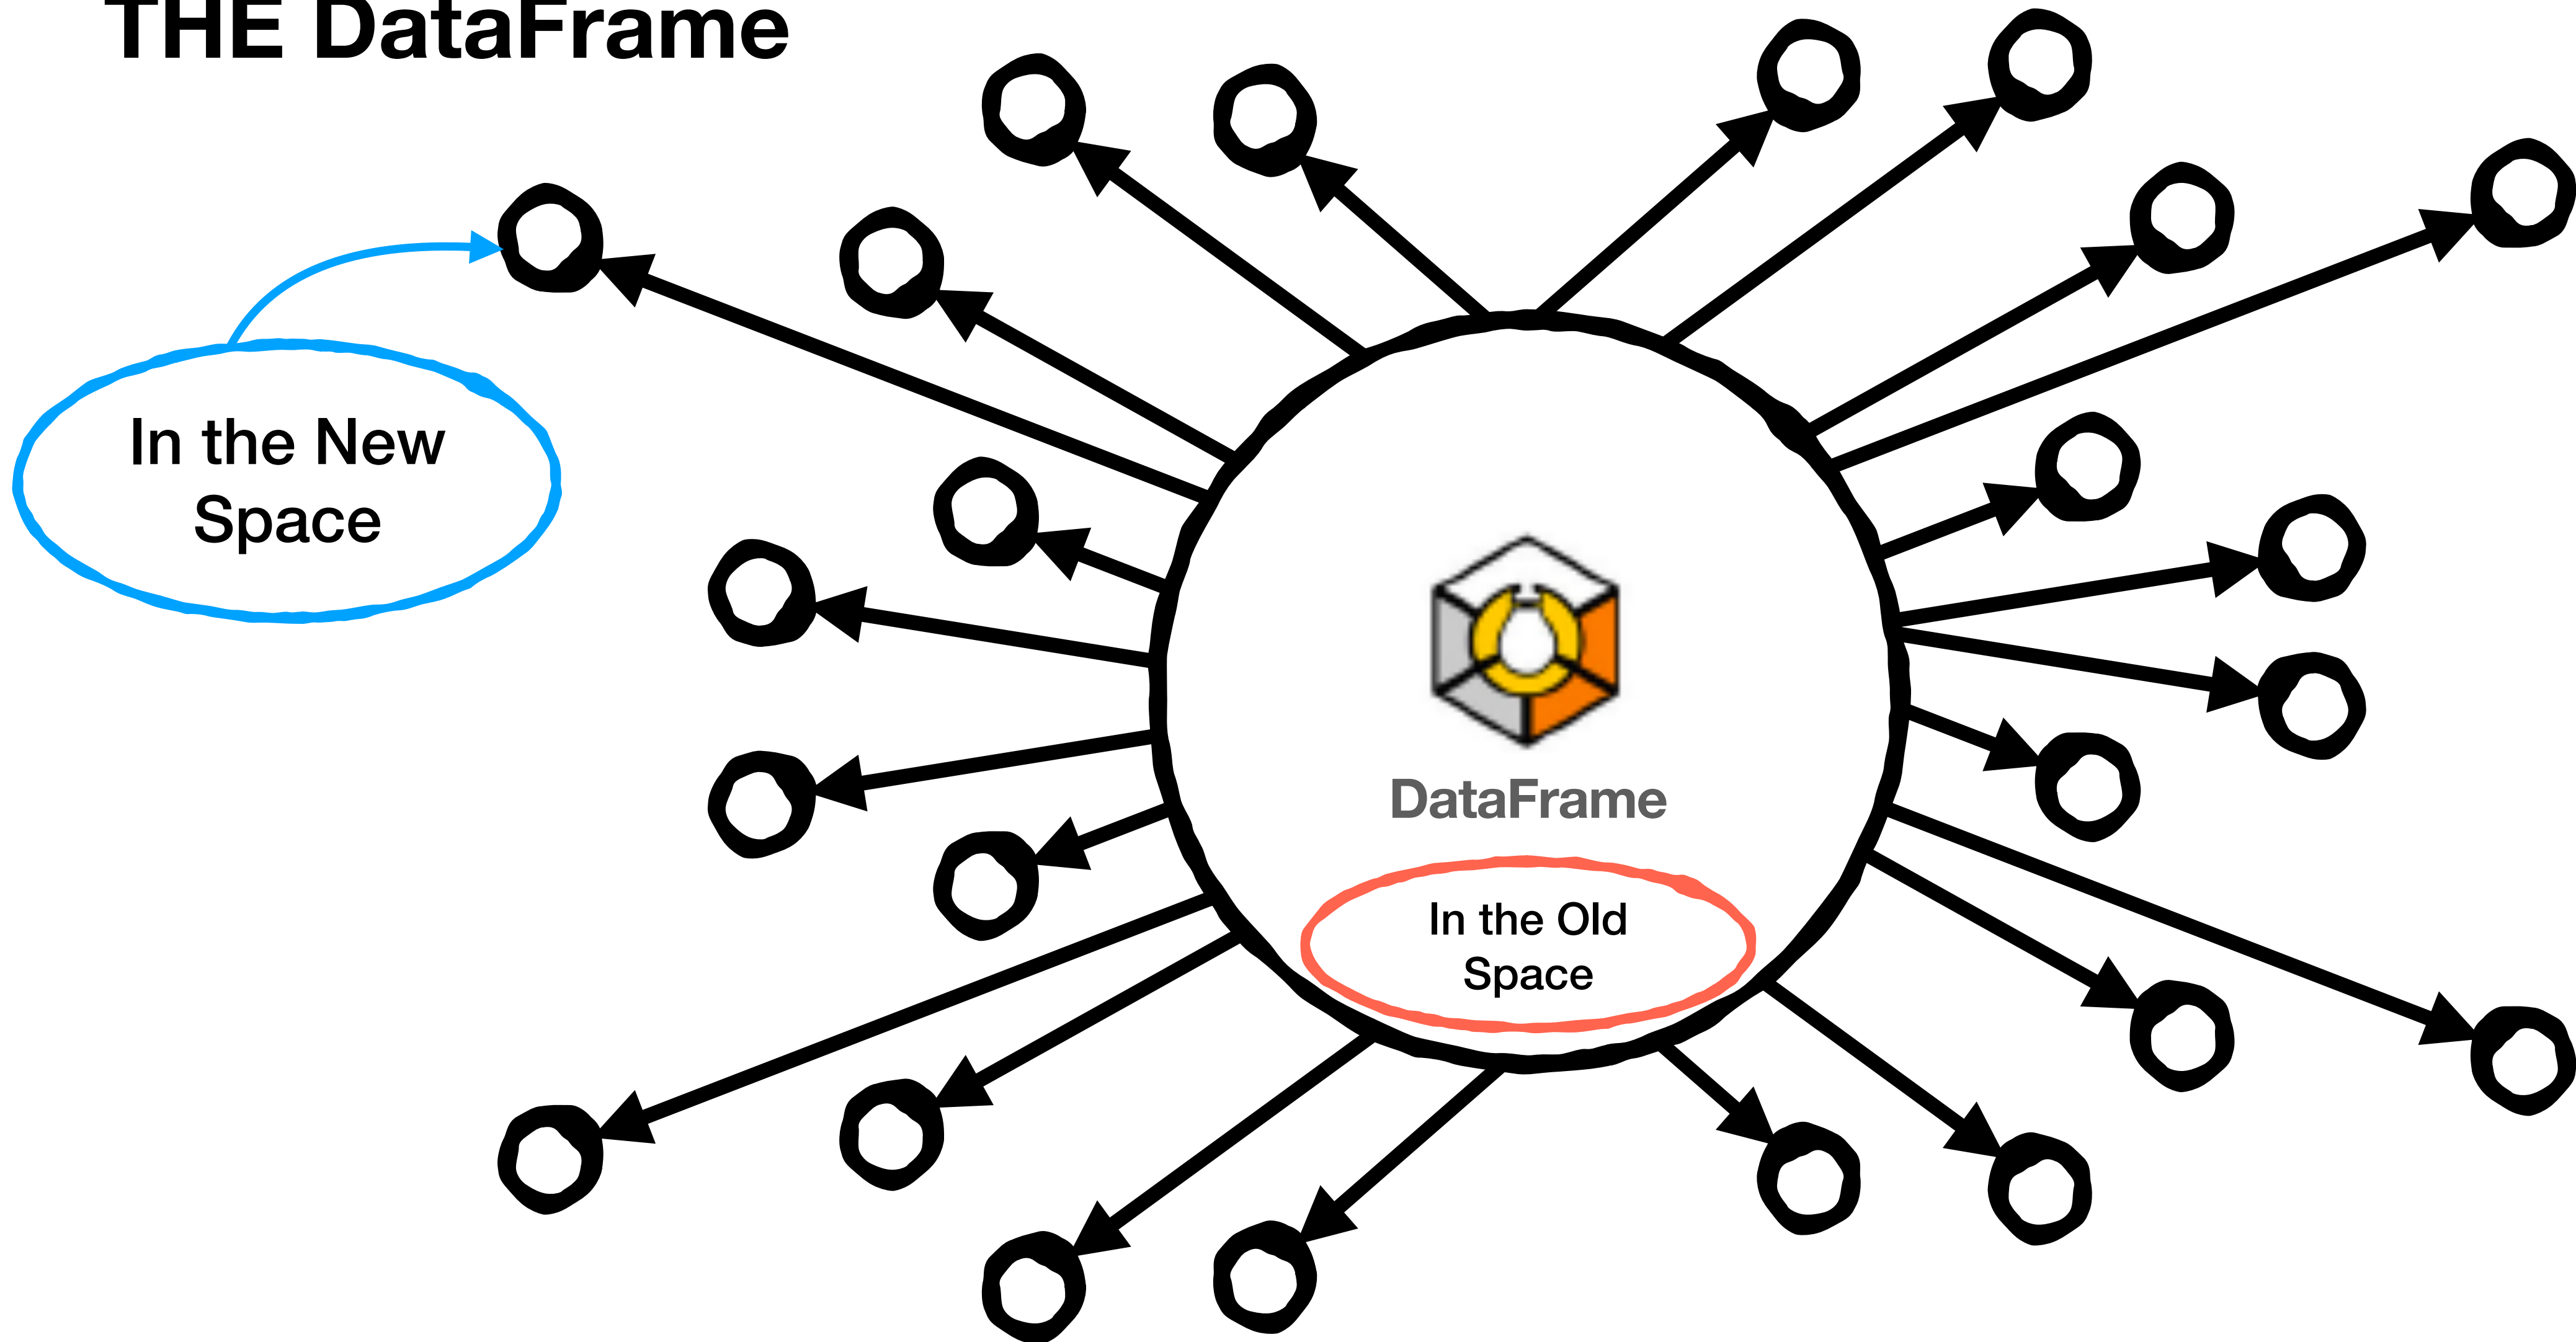 THE DataFrame
In the New
Space
DataFrame
In the Old
Space